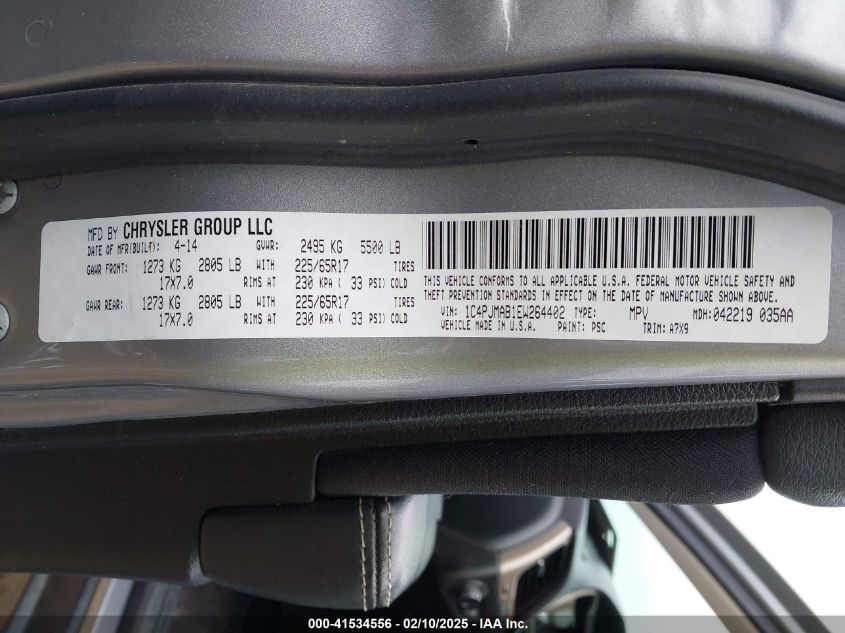 MFD BY CHRYSLER GROUP LLC
DATE OF MFR(BUILT): 4-14 GVWR: 2495 KG 5500 LB
GAWR FRONT: 1273 KG 2805 LB WITH 225/65R17 TIRES
17X7.0 RIMS AT 230 KPA ( 33 PSI) COLD
GAWR REAR: 1273 KG 2805 LB WITH 225/65R17 TIRES
17X7.0 RIMS AT 230 KPA ( 33 PSI) COLD
THIS VEHICLE CONFORMS TO ALL APPLICABLE U.S.A. FEDERAL MOTOR VEHICLE SAFETY AND
THEFT PREVENTION STANDARDS IN EFFECT ON THE DATE OF MANUFACTURE SHOWN ABOVE.
VIN: 1C4PJMAB1EW264402 TYPE: MPV MDH: 042219 035AA
VEHICLE MADE IN U.S.A. PAINT: PSC TRIM: A7X9
000-41534556 - 02/10/2025 - IAA Inc.